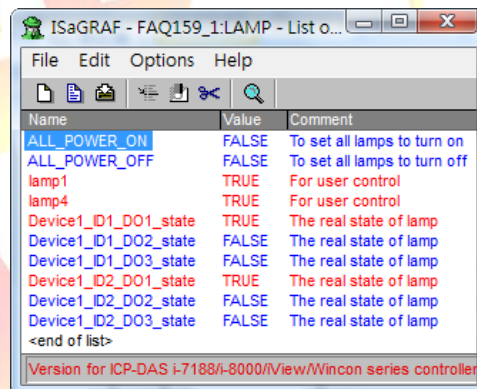 ISaGRAF - FAQ159_1:LAMP - List o...
File Edit Options Help
Name Value Comment
ALL_POWER_ON FALSE To set all lamps to turn on
ALL_POWER_OFF FALSE To set all lamps to turn off
lamp1 TRUE For user control
lamp4 TRUE For user control
Device1_ID1_DO1_state TRUE The real state of lamp
Device1_ID1_DO2_state FALSE The real state of lamp
Device1_ID1_DO3_state FALSE The real state of lamp
Device1_ID2_DO1_state TRUE The real state of lamp
Device1_ID2_DO2_state FALSE The real state of lamp
Device1_ID2_DO3_state FALSE The real state of lamp
<end of list>
Version for ICP-DAS i-7188/i-8000/iView/Wincon series controller